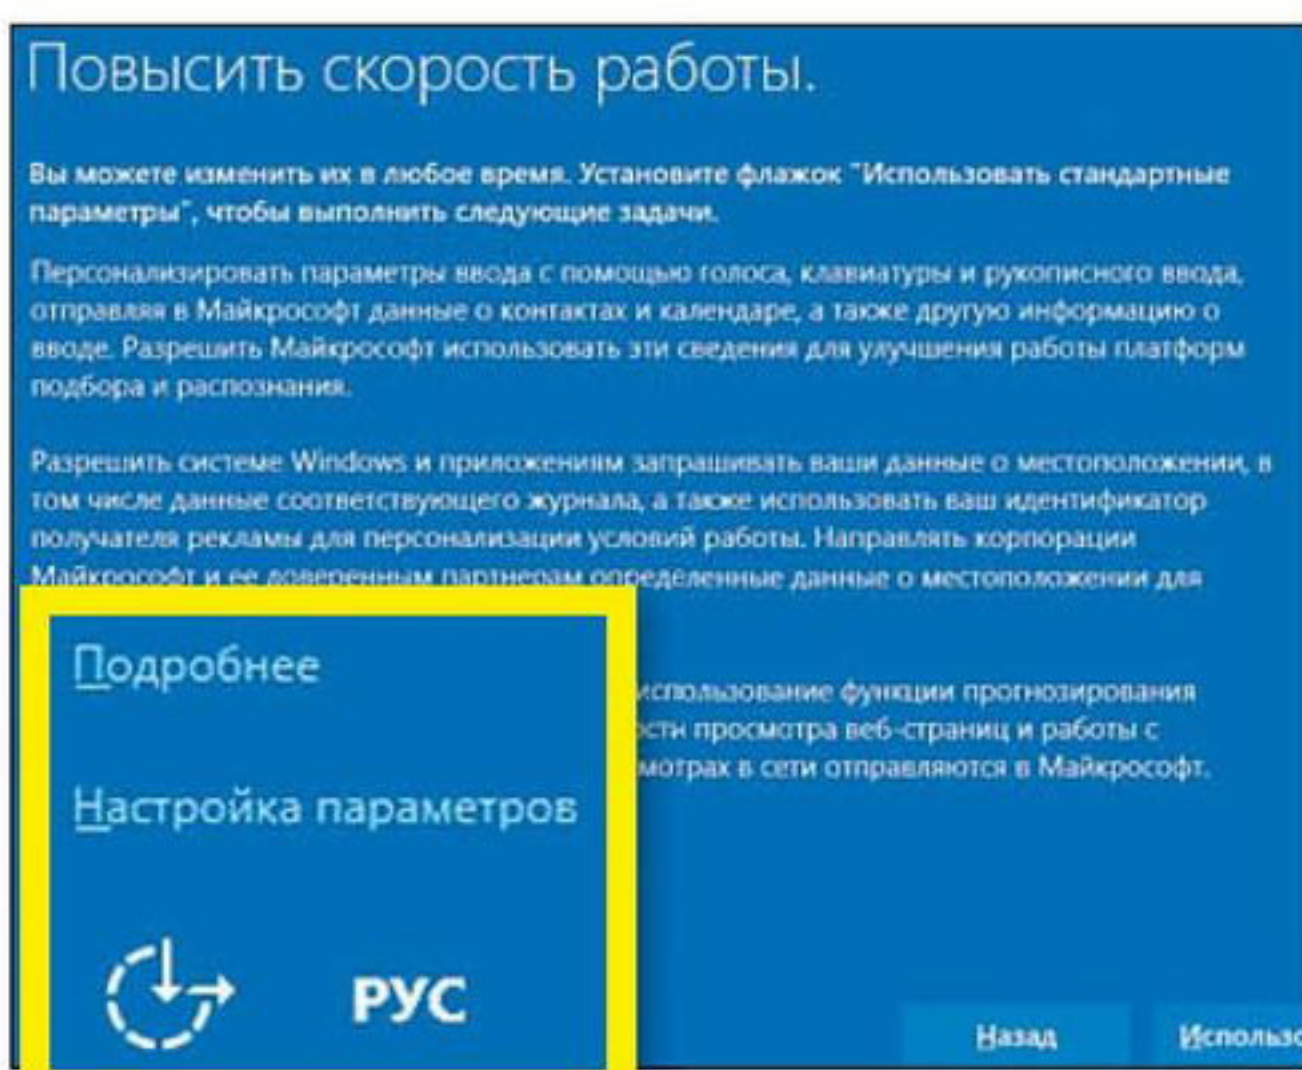 Повысить скорость работы.
Вы можете изменить их в любое время. Установите флажок "Использовать стандартные
параметры", чтобы выполнить следующие задачи.
Персонализировать параметры ввода с помощью голоса, клавиатуры и рукописного ввода,
отправляя в Майкрософт данные о контактах и календаре, а также другую информацию о
вводе. Разрешить Майкрософт использовать эти сведения для улучшения работы платформ
подбора и распознания.
Разрешить системе Windows и приложениям запрашивать ваши данные о местоположении, в
том числе данные соответствующего журнала, а также использовать ваш идентификатор
получателя рекламы для персонализации условий работы. Направлять корпорации
Майкрософт и ее доверенным партнерам определенные данные о местоположении для
использование функции прогнозирования
просмотра веб-страниц и работы с
в сети отправляются в Майкрософт.
Подробнее
Настройка параметров
РУС
Назад